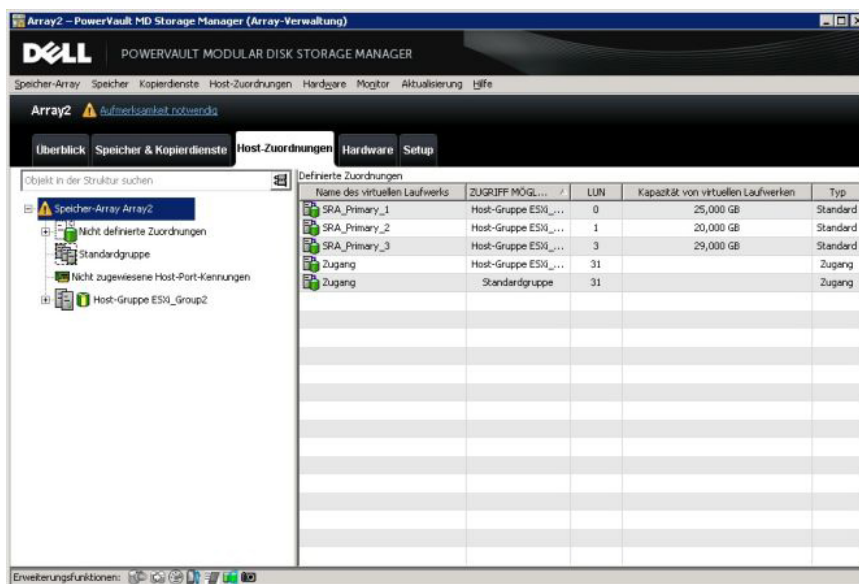 Array2 – PowerVault MD Storage Manager (Array-Verwaltung)
DELL POWERVAULT MODULAR DISK STORAGE MANAGER
Speicher-Array Speicher Kopierdienste Host-Zuordnungen Hardware Monitor Aktualisierung Hilfe
Array2 Aufmerksamkeit notwendig
Überblick Speicher & Kopierdienste Host-Zuordnungen Hardware Setup
Objekt in der Struktur suchen
Speicher-Array Array2
Nicht definierte Zuordnungen
Standardgruppe
Nicht zugewiesene Host-Port-Kennungen
Host-Gruppe ESXi_Group2
Definierte Zuordnungen
Name des virtuellen Laufwerks ZUGRIFF MÖGL... LUN Kapazität von virtuellen Laufwerken Typ
SRA_Primary_1 Host-Gruppe ESXi_... 0 25,000 GB Standard
SRA_Primary_2 Host-Gruppe ESXi_... 1 20,000 GB Standard
SRA_Primary_3 Host-Gruppe ESXi_... 3 29,000 GB Standard
Zugang Host-Gruppe ESXi_... 31 Zugang
Zugang Standardgruppe 31 Zugang
Erweiterungsfunktionen: